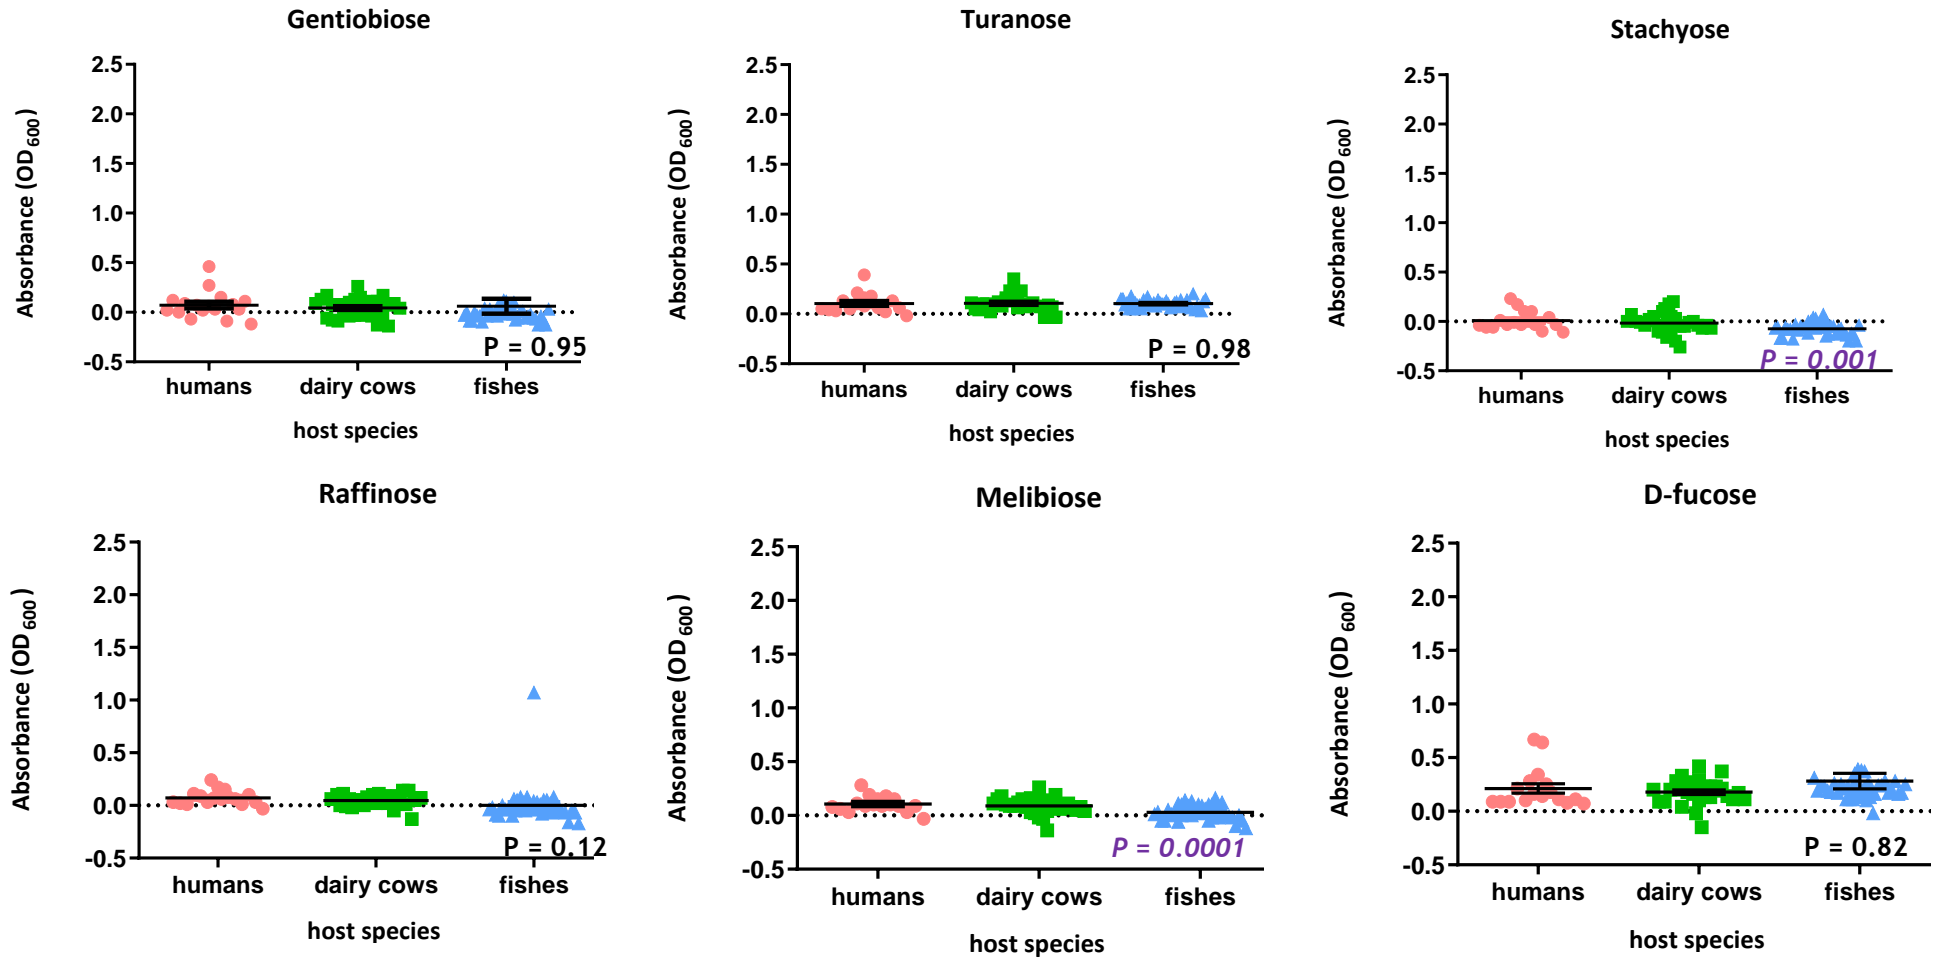 Gentiobiose
Absorbance (OD600)
2.5
2.0
1.5
1.0
0.5
0.0
-0.5
P = 0.95
humans dairy cows fishes
host species
Turanose
Absorbance (OD600)
2.5
2.0
1.5
1.0
0.5
0.0
-0.5
P = 0.98
humans dairy cows fishes
host species
Stachyose
Absorbance (OD600)
2.5
2.0
1.5
1.0
0.5
0.0
-0.5
P = 0.001
humans dairy cows fishes
host species
Raffinose
Absorbance (OD600)
2.5
2.0
1.5
1.0
0.5
0.0
-0.5
P = 0.12
humans dairy cows fishes
host species
Melibiose
Absorbance (OD600)
2.5
2.0
1.5
1.0
0.5
0.0
-0.5
P = 0.0001
humans dairy cows fishes
host species
D-fucose
Absorbance (OD600)
2.5
2.0
1.5
1.0
0.5
0.0
-0.5
P = 0.82
humans dairy cows fishes
host species